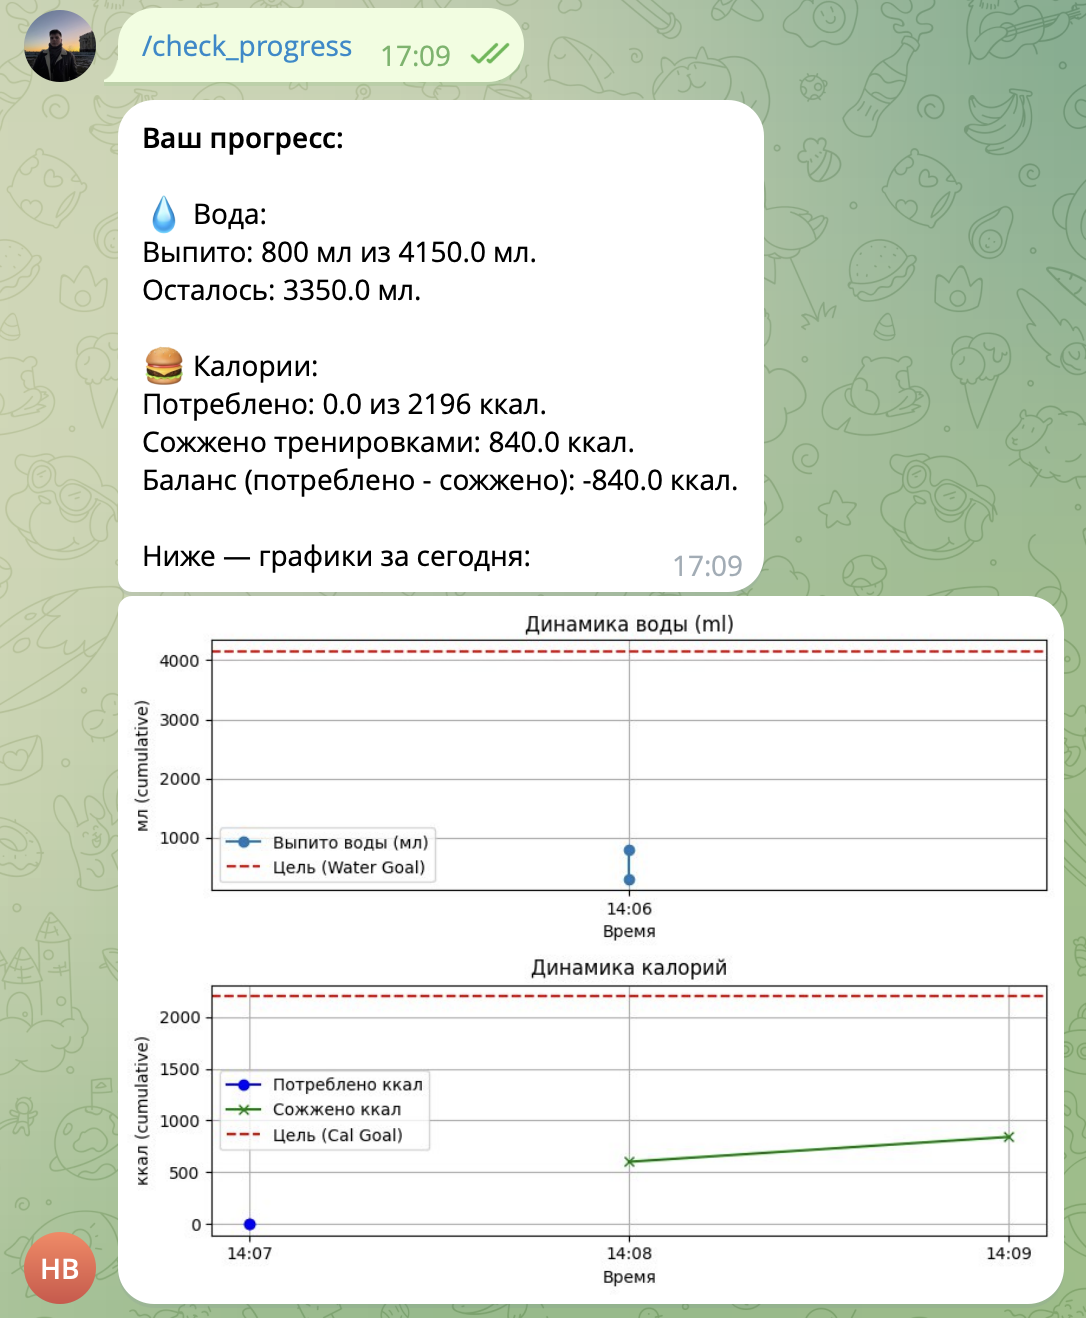 /check_progress 17:09
Ваш прогресс:
💧 Вода:
Выпито: 800 мл из 4150.0 мл.
Осталось: 3350.0 мл.
🍔 Калории:
Потреблено: 0.0 из 2196 ккал.
Сожжено тренировками: 840.0 ккал.
Баланс (потреблено - сожжено): -840.0 ккал.
Ниже — графики за сегодня:
17:09
Динамика воды (ml)
мл (cumulative)
4000
3000
2000
1000
Выпито воды (мл)
Цель (Water Goal)
14:06
Время
Динамика калорий
ккал (cumulative)
2000
1500
1000
500
0
Потреблено ккал
Сожжено ккал
Цель (Cal Goal)
14:07 14:08 14:09
Время
НВ